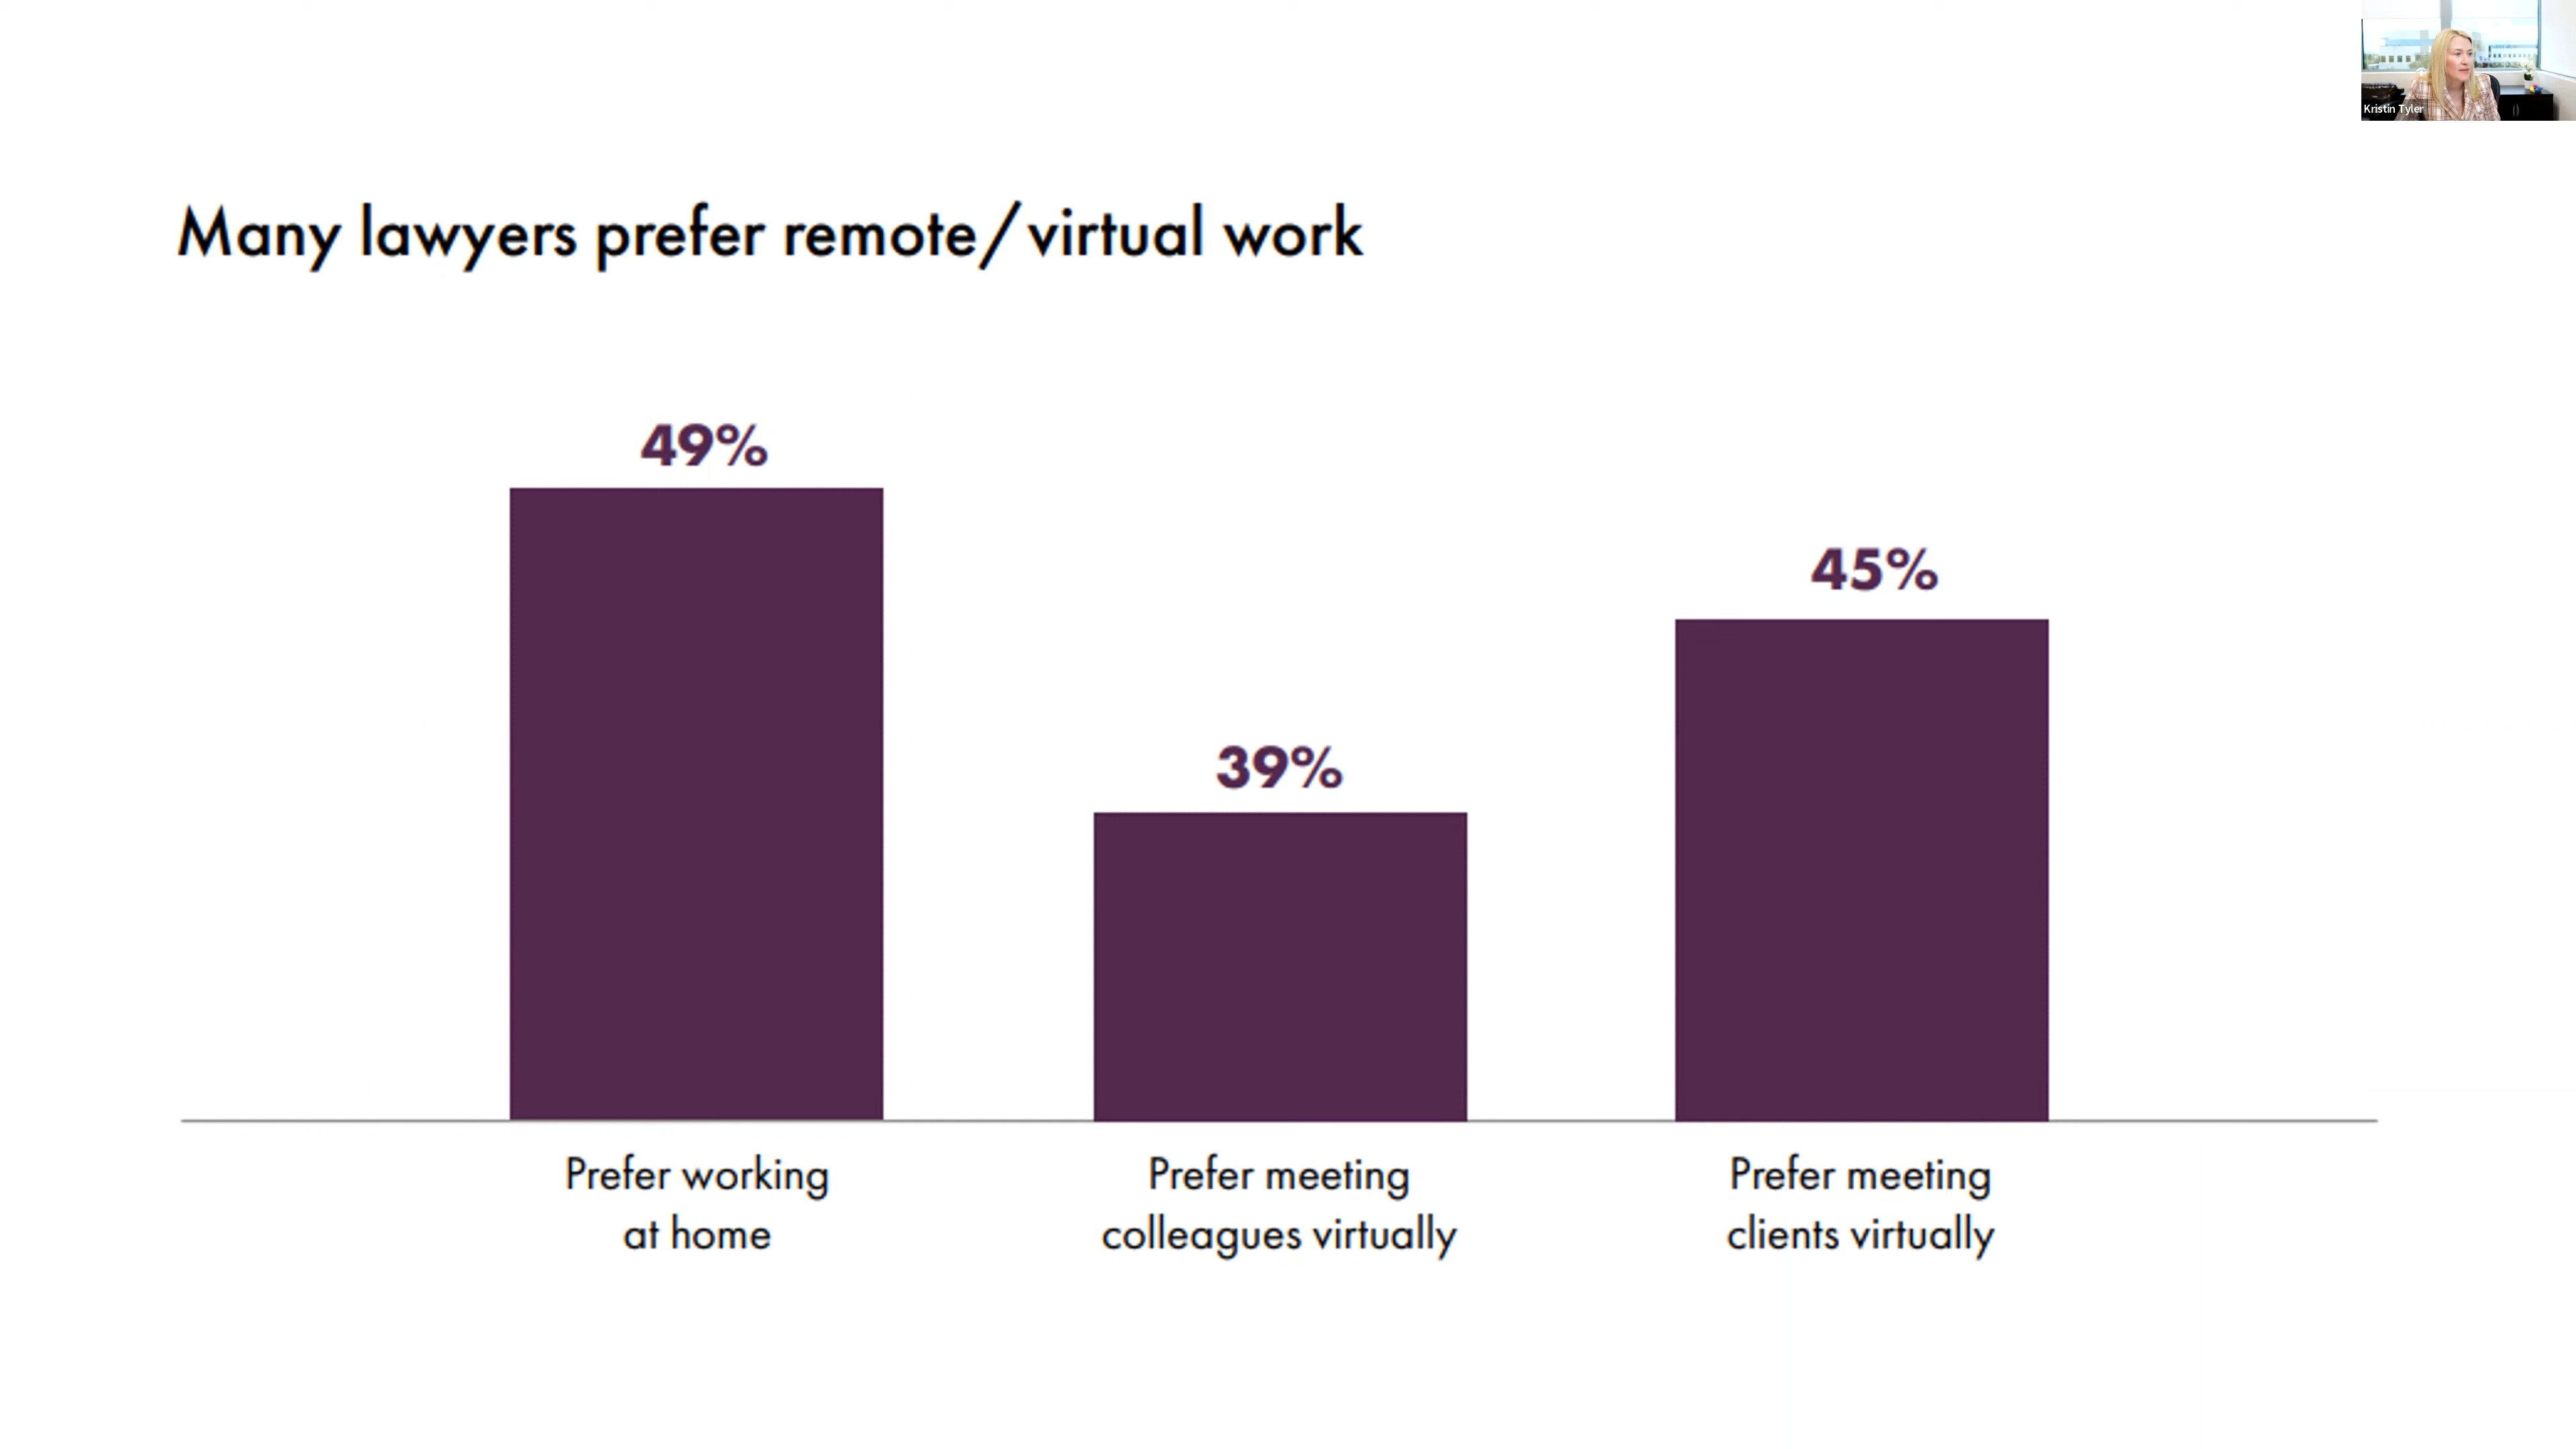 Kristin Tyler
Many lawyers prefer remote/virtual work
49%
39%
45%
Prefer working
at home
Prefer meeting
colleagues virtually
Prefer meeting
clients virtually